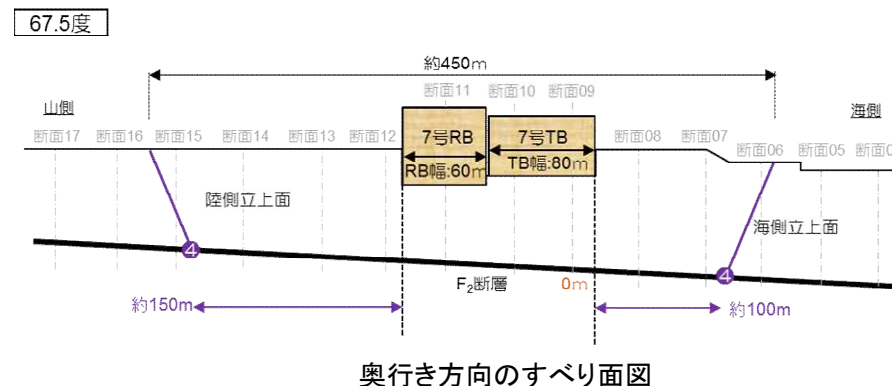 67.5度
約450m
断面11 断面10 断面09
山側 海側
断面17 断面16 断面15 断面14 断面13 断面12 7号RB 7号TB 断面08 断面07 断面06 断面05
RB幅:60m TB幅:80m
陸側立上面 海側立上面
④ ④
F₂断層 0m
約150m 約100m
奥行き方向のすべり面図